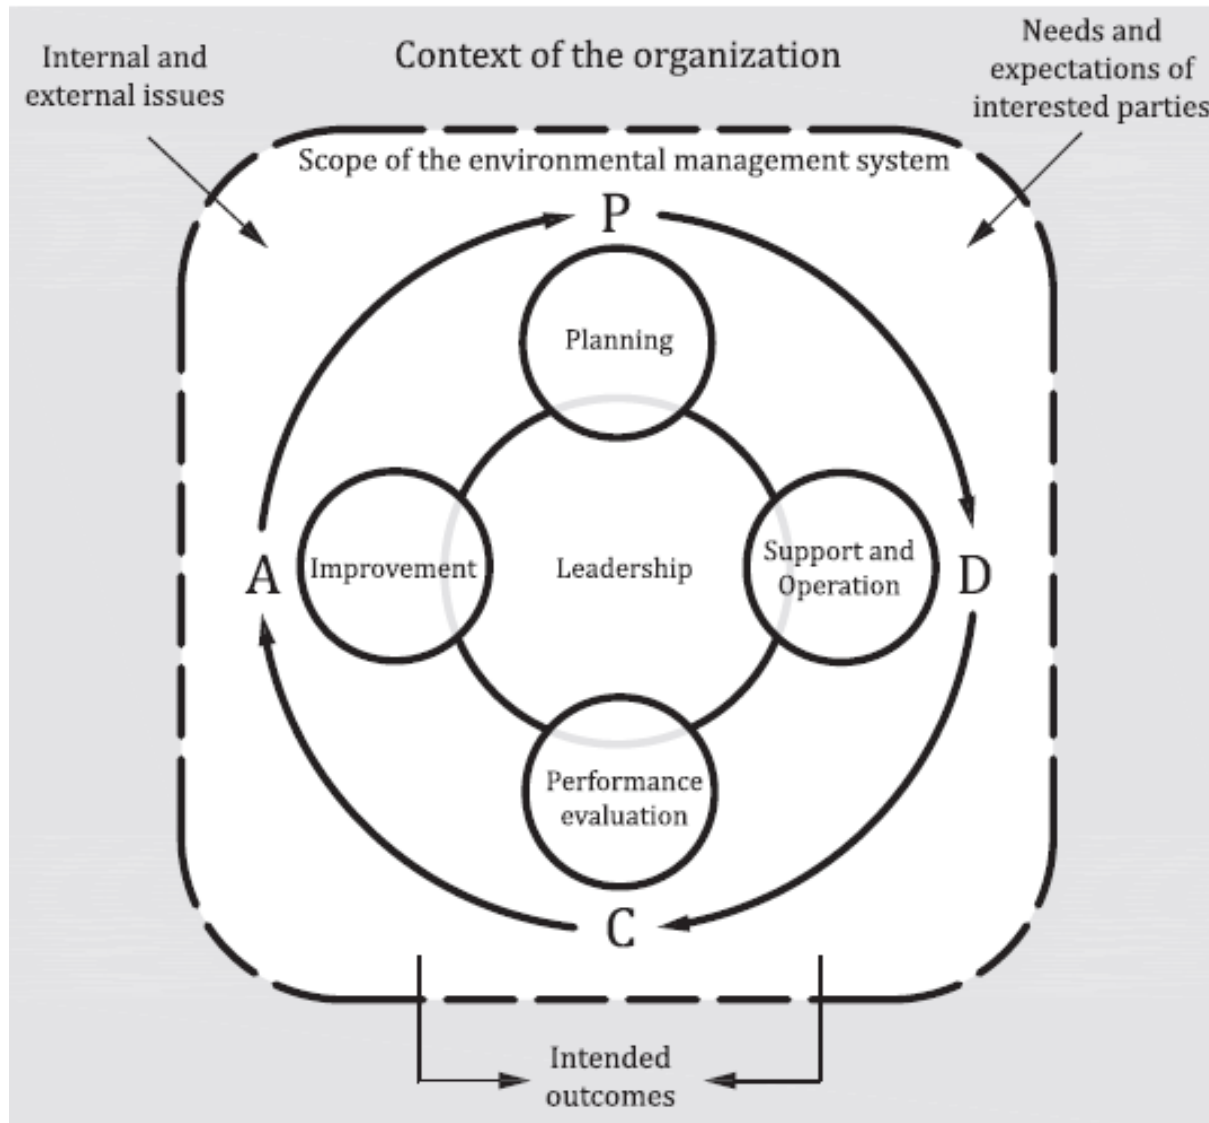 Internal and
external issues
Context of the organization
Needs and
expectations of
interested parties
Scope of the environmental management system
P
Planning
A
Improvement
Leadership
Support and
Operation
D
Performance
evaluation
C
Intended
outcomes